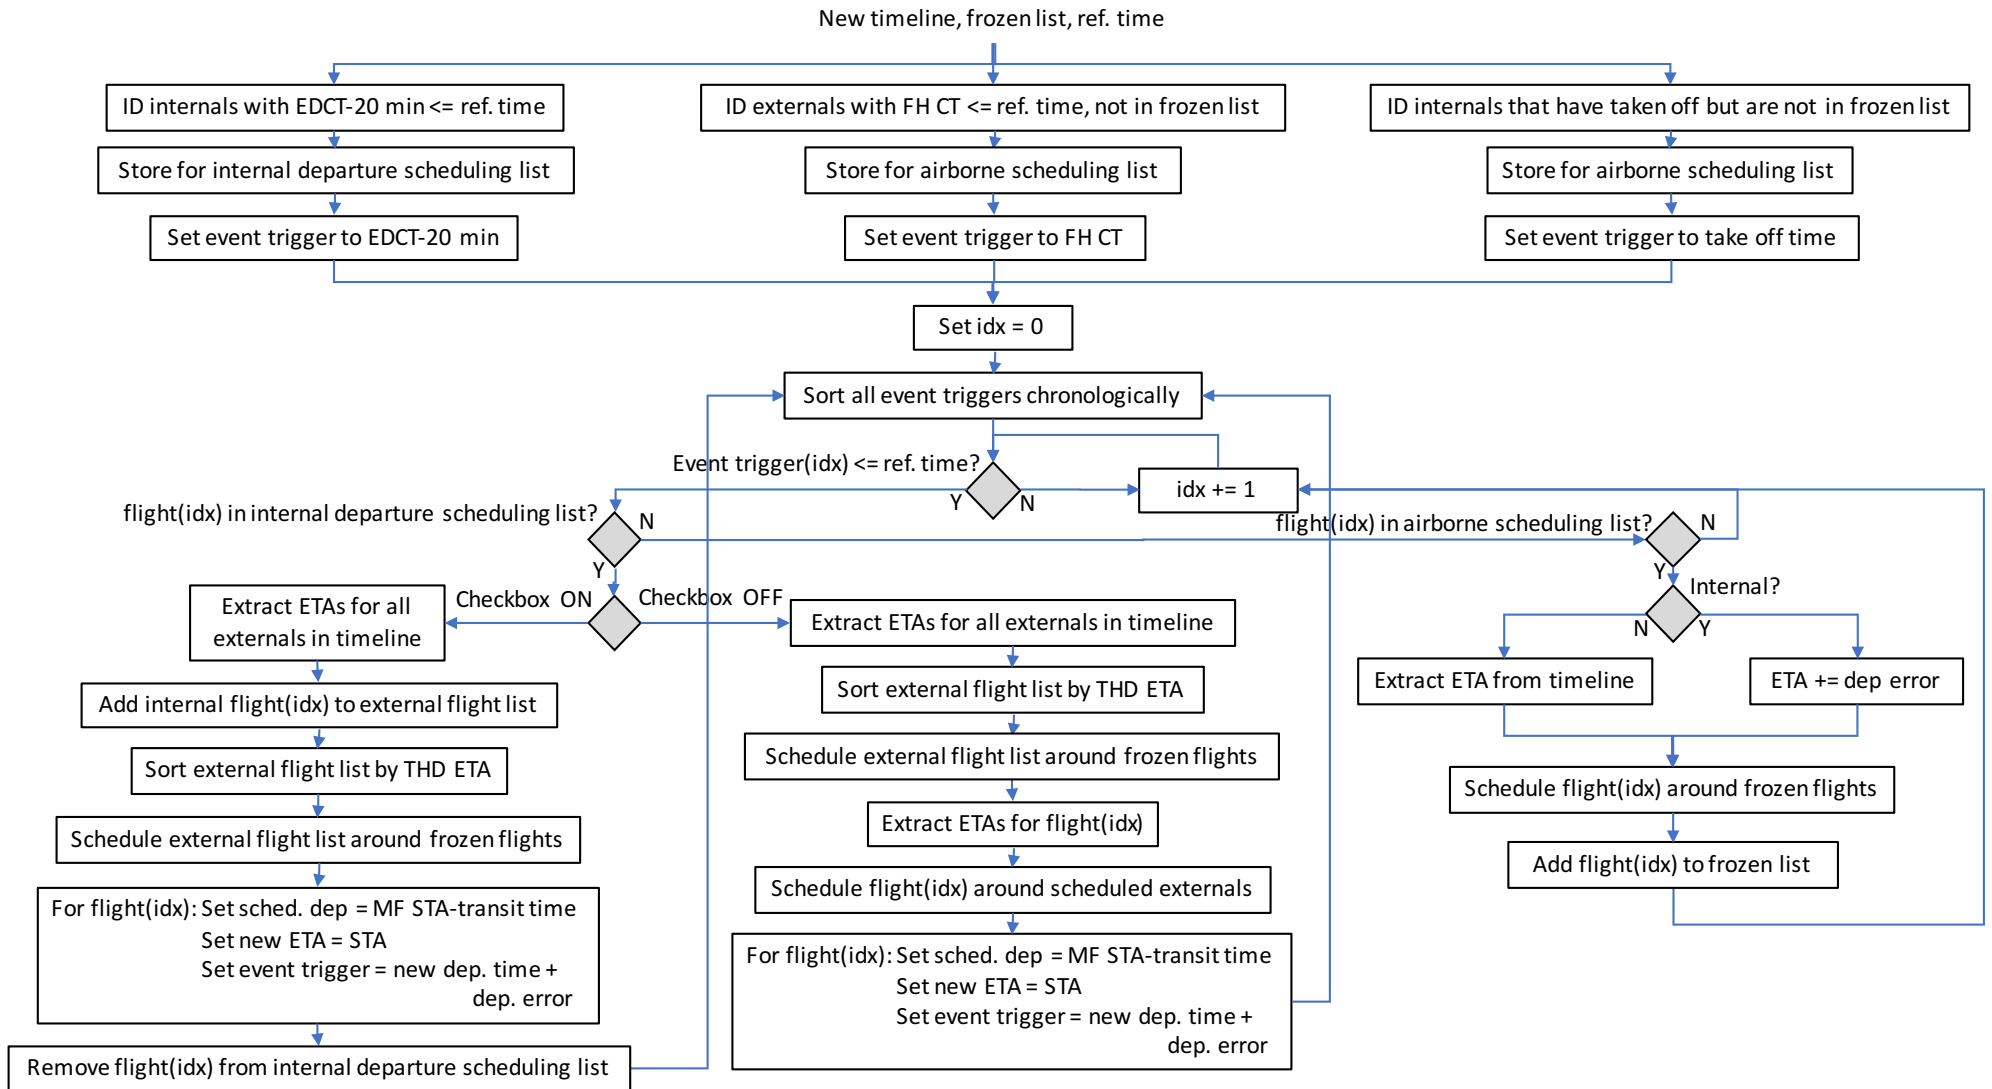 New timeline, frozen list, ref. time
ID internals with EDCT-20 min <= ref. time
ID externals with FH CT <= ref. time, not in frozen list
ID internals that have taken off but are not in frozen list
Store for internal departure scheduling list
Store for airborne scheduling list
Store for airborne scheduling list
Set event trigger to EDCT-20 min
Set event trigger to FH CT
Set event trigger to take off time
Set idx = 0
Sort all event triggers chronologically
Event trigger(idx) <= ref. time?
Y
N
idx += 1
flight(idx) in internal departure scheduling list?
N
Y
flight(idx) in airborne scheduling list?
N
Y
Checkbox ON
Checkbox OFF
Internal?
N
Y
Extract ETAs for all
externals in timeline
Add internal flight(idx) to external flight list
Sort external flight list by THD ETA
Schedule external flight list around frozen flights
For flight(idx): Set sched. dep = MF STA-transit time
Set new ETA = STA
Set event trigger = new dep. time +
dep. error
Remove flight(idx) from internal departure scheduling list
Extract ETAs for all externals in timeline
Sort external flight list by THD ETA
Schedule external flight list around frozen flights
Extract ETAs for flight(idx)
Schedule flight(idx) around scheduled externals
For flight(idx): Set sched. dep = MF STA-transit time
Set new ETA = STA
Set event trigger = new dep. time +
dep. error
Extract ETA from timeline
ETA += dep error
Schedule flight(idx) around frozen flights
Add flight(idx) to frozen list